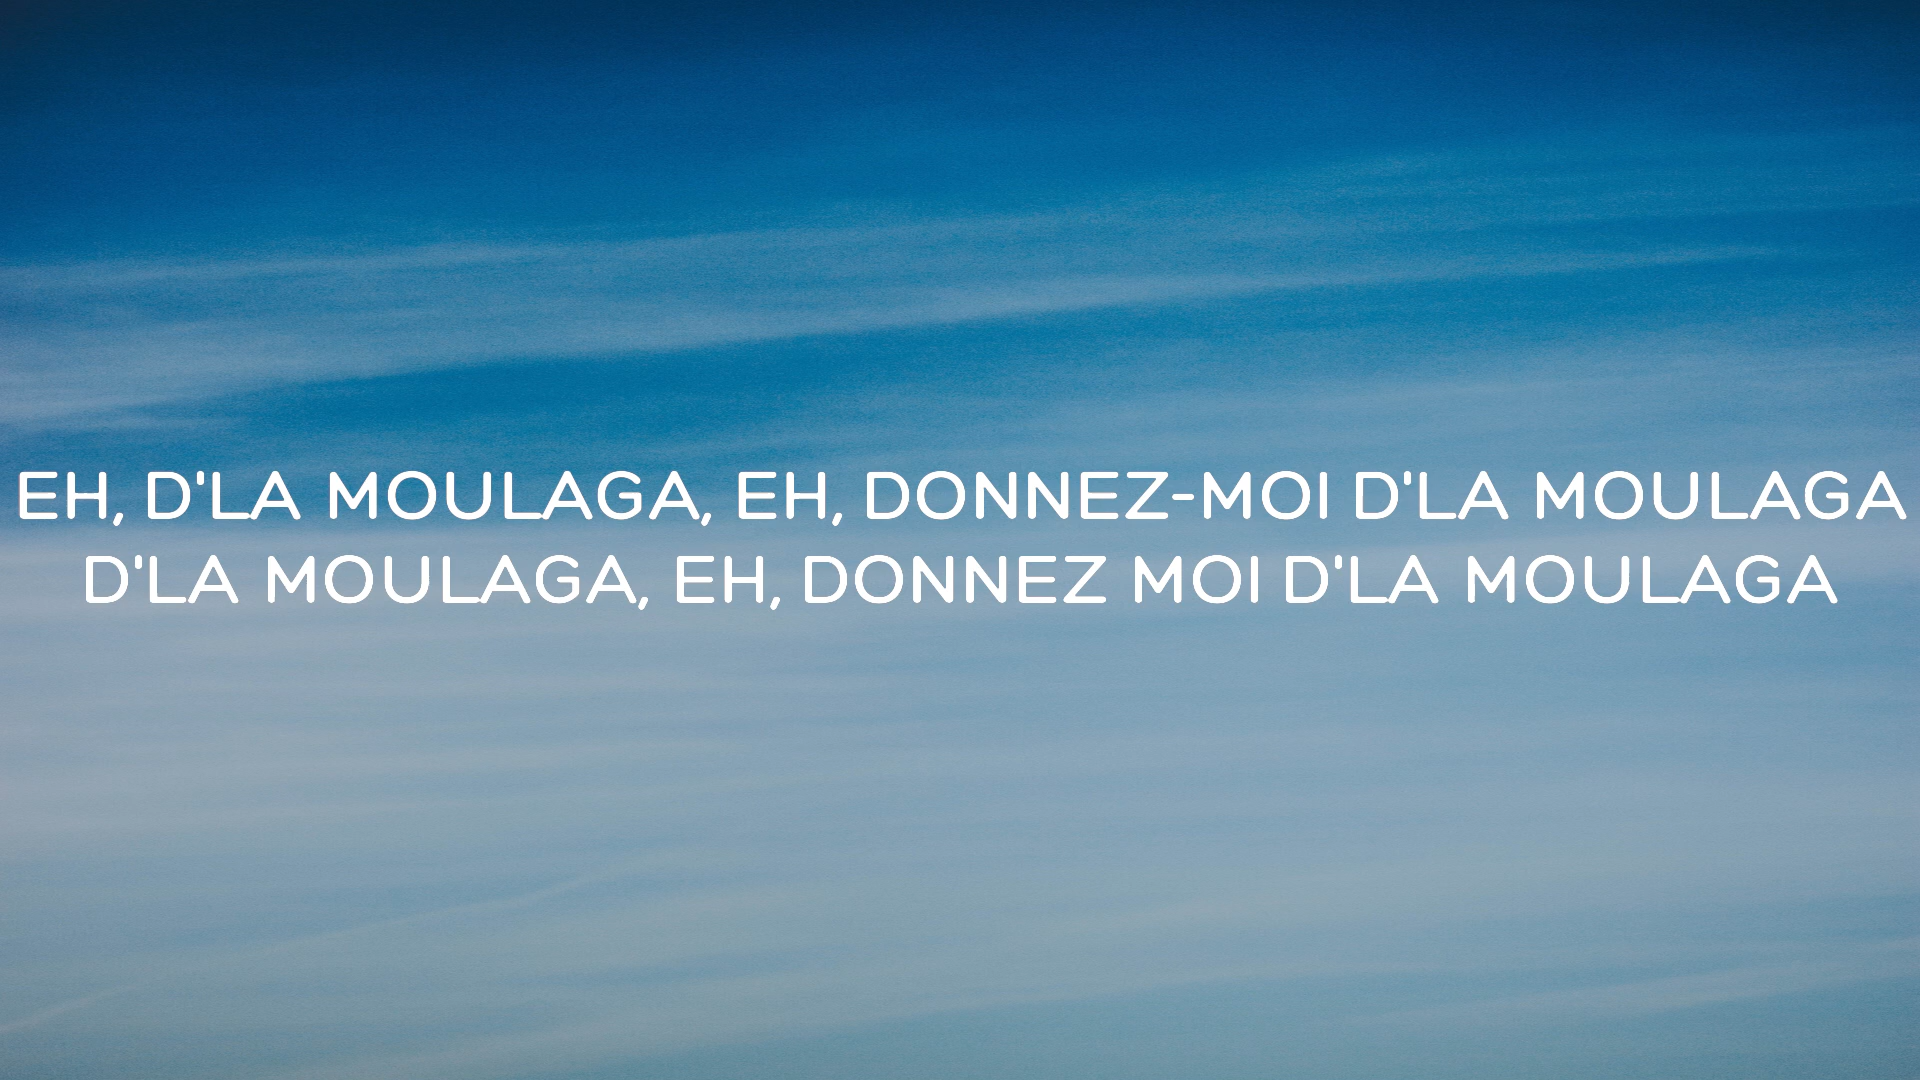 EH, D'LA MOULAGA, EH, DONNEZ-MOI D'LA MOULAGA
D'LA MOULAGA, EH, DONNEZ MOI D'LA MOULAGA